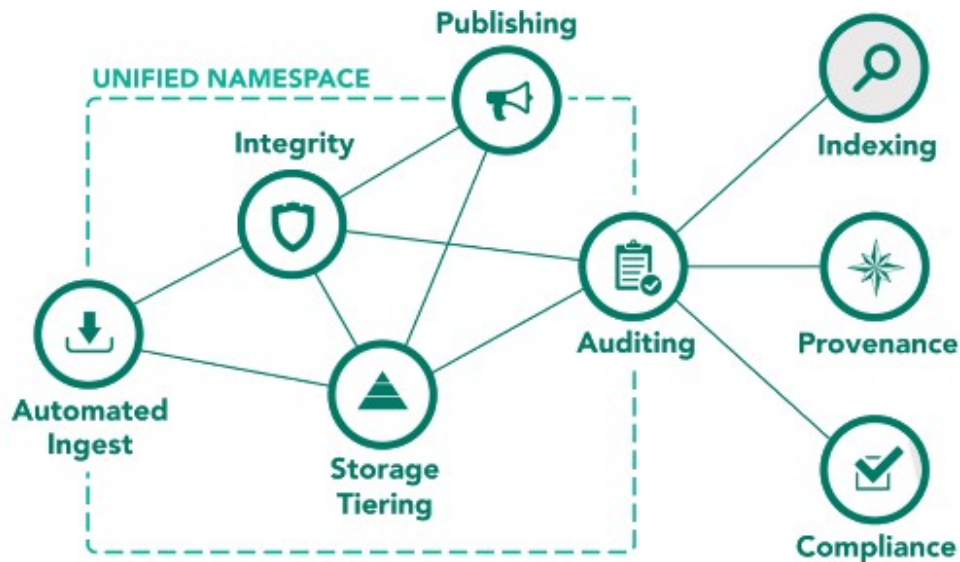 Publishing
UNIFIED NAMESPACE
Integrity
Indexing
Auditing
Provenance
Automated
Ingest
Storage
Tiering
Compliance